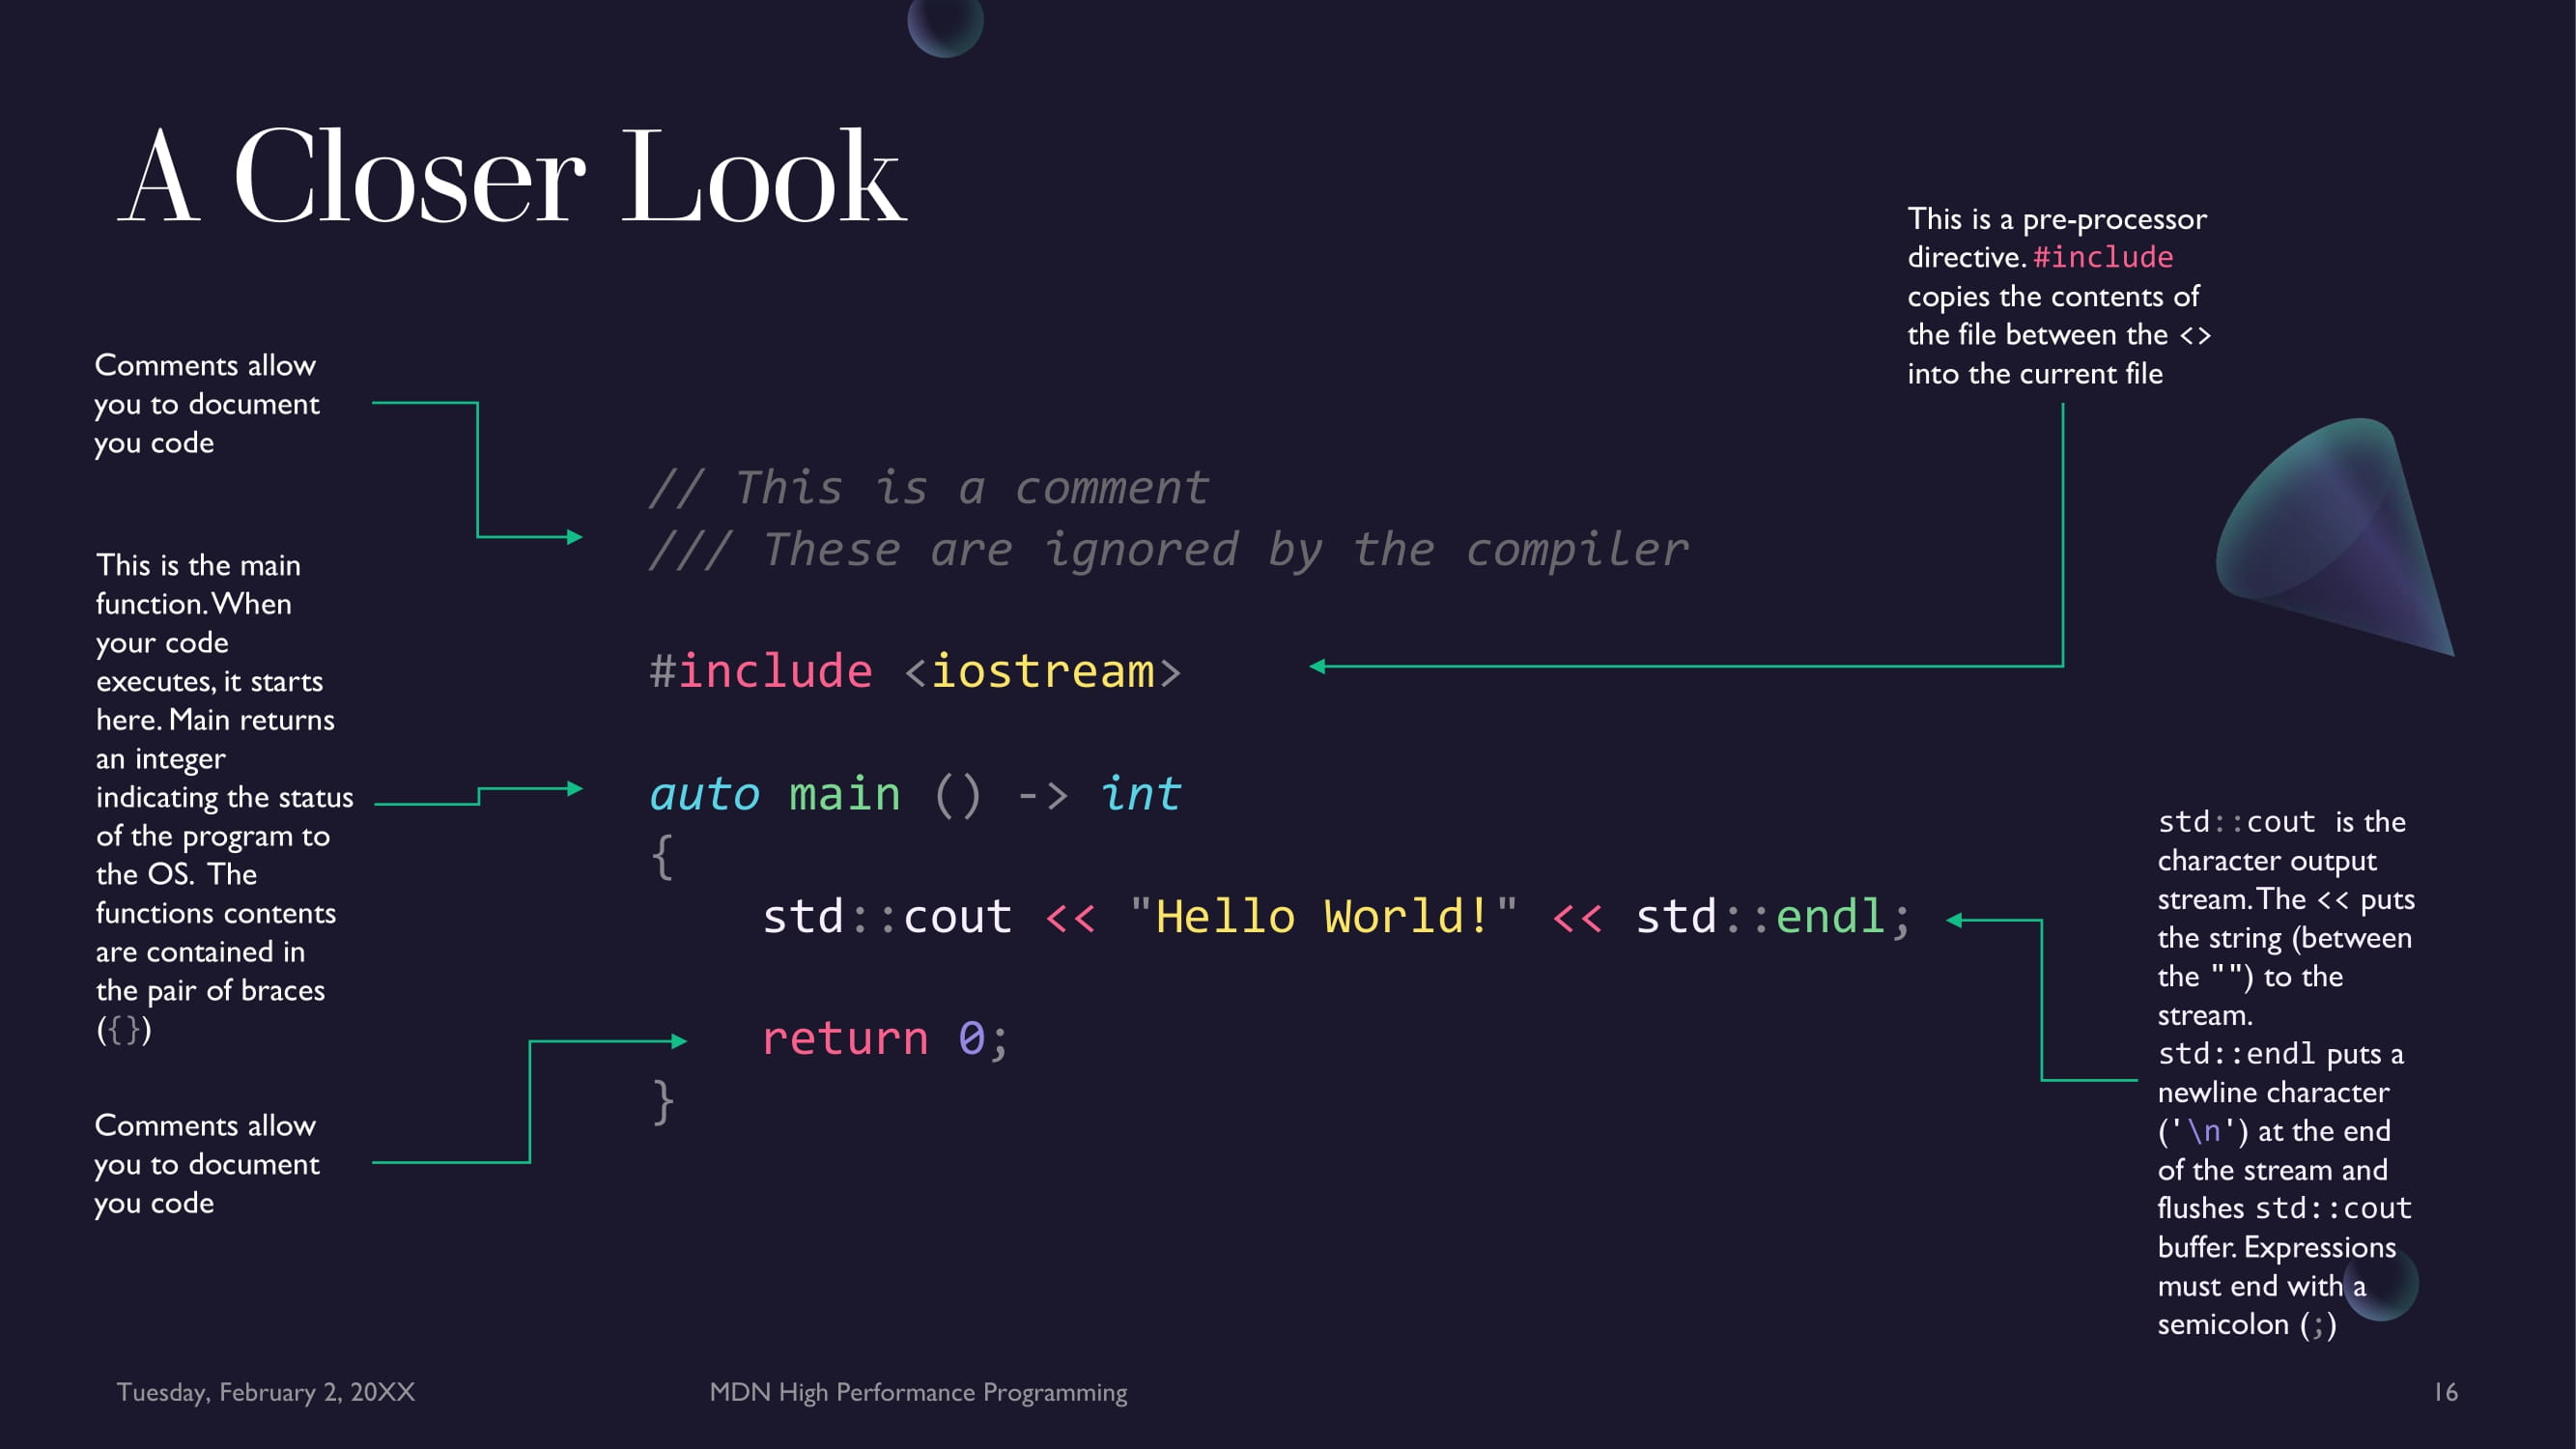 A Closer Look
This is a pre-processor
directive. #include
copies the contents of
the file between the <>
into the current file
Comments allow
you to document
you code
// This is a comment
/// These are ignored by the compiler
This is the main
function. When
your code
executes, it starts
here. Main returns
an integer
indicating the status
of the program to
the OS. The
functions contents
are contained in
the pair of braces
({})
#include <iostream>
auto main () -> int
{
std::cout << "Hello World!" << std::endl;
return 0;
}
std::cout is the
character output
stream. The << puts
the string (between
the "") to the
stream.
std::endl puts a
newline character
('\n') at the end
of the stream and
flushes std::cout
buffer. Expressions
must end with a
semicolon (;)
Comments allow
you to document
you code
Tuesday, February 2, 20XX
MDN High Performance Programming
16